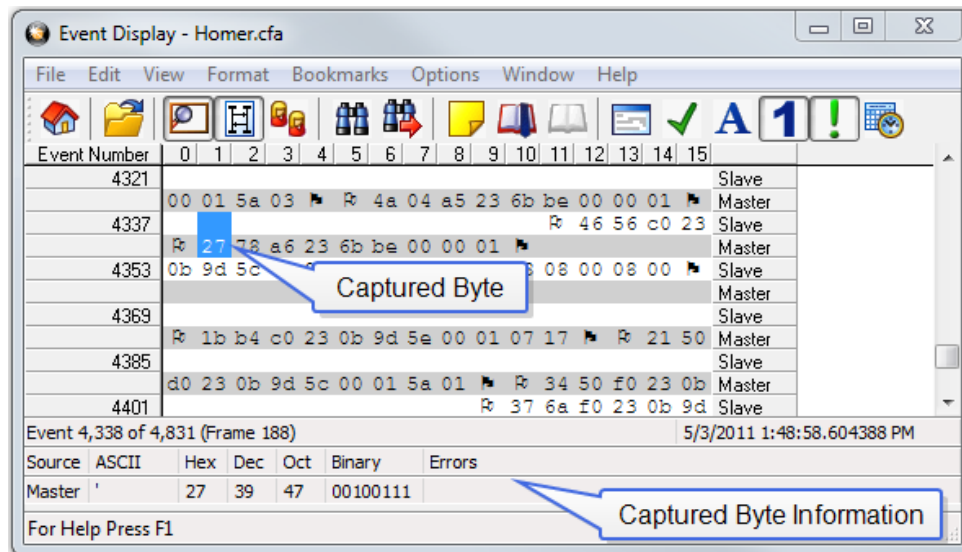 Event Display - Homer.cfa
File Edit View Format Bookmarks Options Window Help
Event Number 0 1 2 3 4 5 6 7 8 9 10 11 12 13 14 15
4321 Slave
00 01 5a 03 4a 04 a5 23 6b be 00 00 01 Master
4337 46 56 c0 23 Slave
27 78 a6 23 6b be 00 00 01 Master
4353 0b 9d 5c 08 00 08 00 Slave
Captured Byte
Master
4369 Slave
1b b4 c0 23 0b 9d 5e 00 01 07 17 21 50 Master
4385 Slave
d0 23 0b 9d 5c 00 01 5a 01 34 50 f0 23 0b Master
4401 37 6a f0 23 0b 9d Slave
Event 4,338 of 4,831 (Frame 188) 5/3/2011 1:48:58.604388 PM
Source ASCII Hex Dec Oct Binary Errors
Master ' 27 39 47 00100111
Captured Byte Information
For Help Press F1